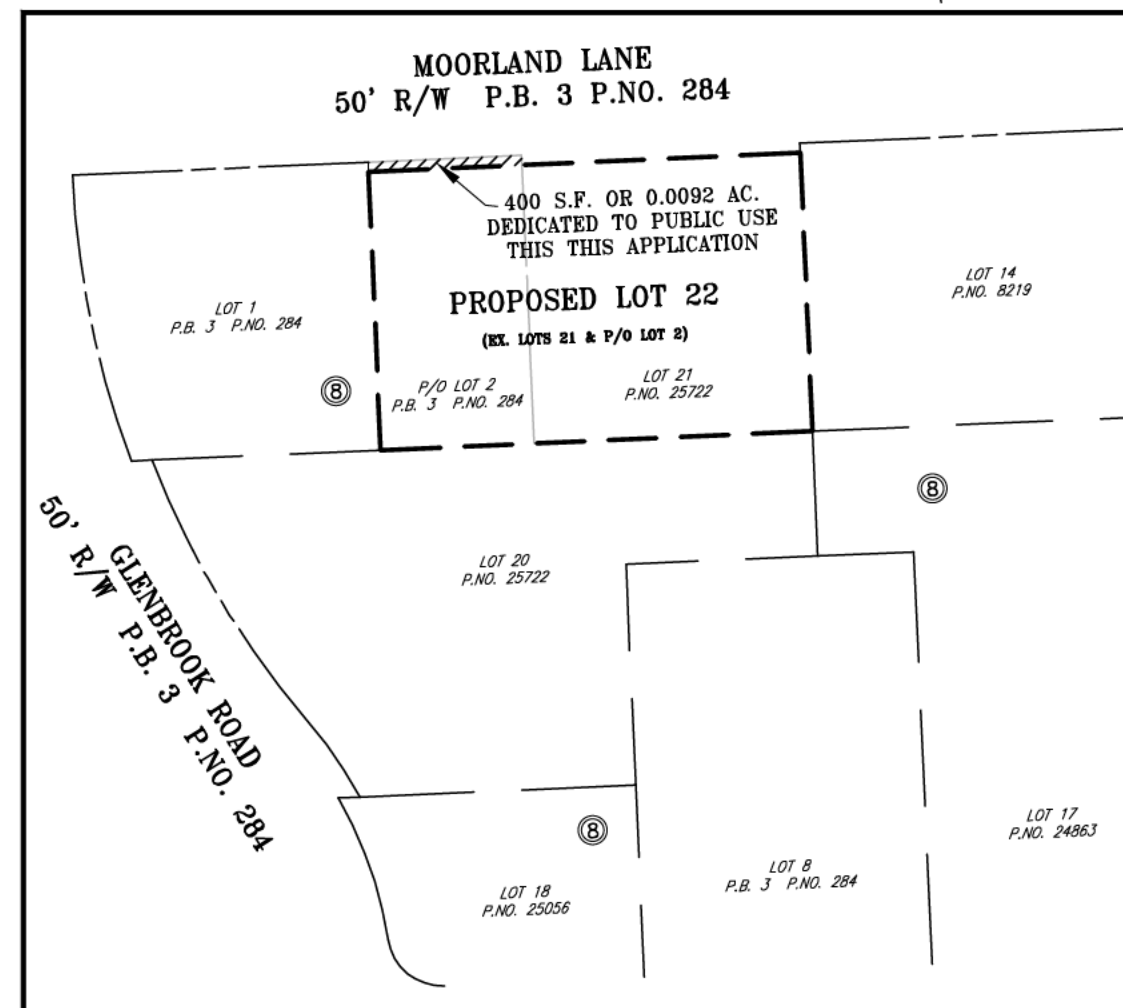 MOORLAND LANE
50' R/W P.B. 3 P.NO. 284
400 S.F. OR 0.0092 AC.
DEDICATED TO PUBLIC USE
THIS THIS APPLICATION
PROPOSED LOT 22
(EX. LOTS 21 & P/O LOT 2)
LOT 1
P.B. 3 P.NO. 284
8
P/O LOT 2
P.B. 3 P.NO. 284
LOT 21
P.NO. 25722
LOT 14
P.NO. 8219
8
GLENBROOK ROAD
50' R/W P.B. 3 P.NO. 284
LOT 20
P.NO. 25722
8
LOT 18
P.NO. 25056
LOT 8
P.B. 3 P.NO. 284
LOT 17
P.NO. 24863